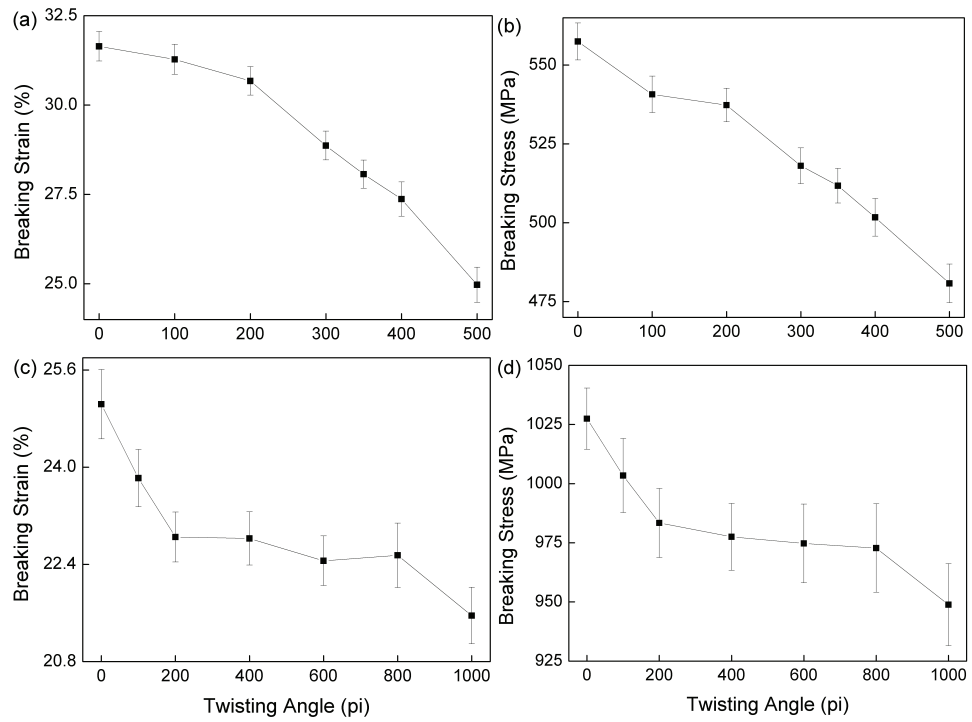 (a)
Breaking Strain (%)
32.5
30.0
27.5
25.0
0 100 200 300 400 500
(b)
Breaking Stress (MPa)
550
525
500
475
0 100 200 300 400 500
(c)
Breaking Strain (%)
25.6
24.0
22.4
20.8
0 200 400 600 800 1000
Twisting Angle (pi)
(d)
Breaking Stress (MPa)
1050
1025
1000
975
950
925
0 200 400 600 800 1000
Twisting Angle (pi)